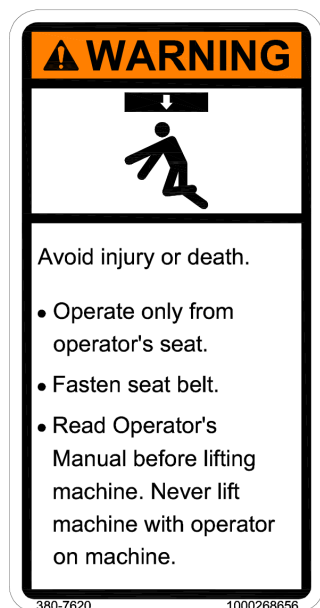 WARNING
Avoid injury or death.
• Operate only from
operator's seat.
• Fasten seat belt.
• Read Operator's
Manual before lifting
machine. Never lift
machine with operator
on machine.
380-7620 1000268656